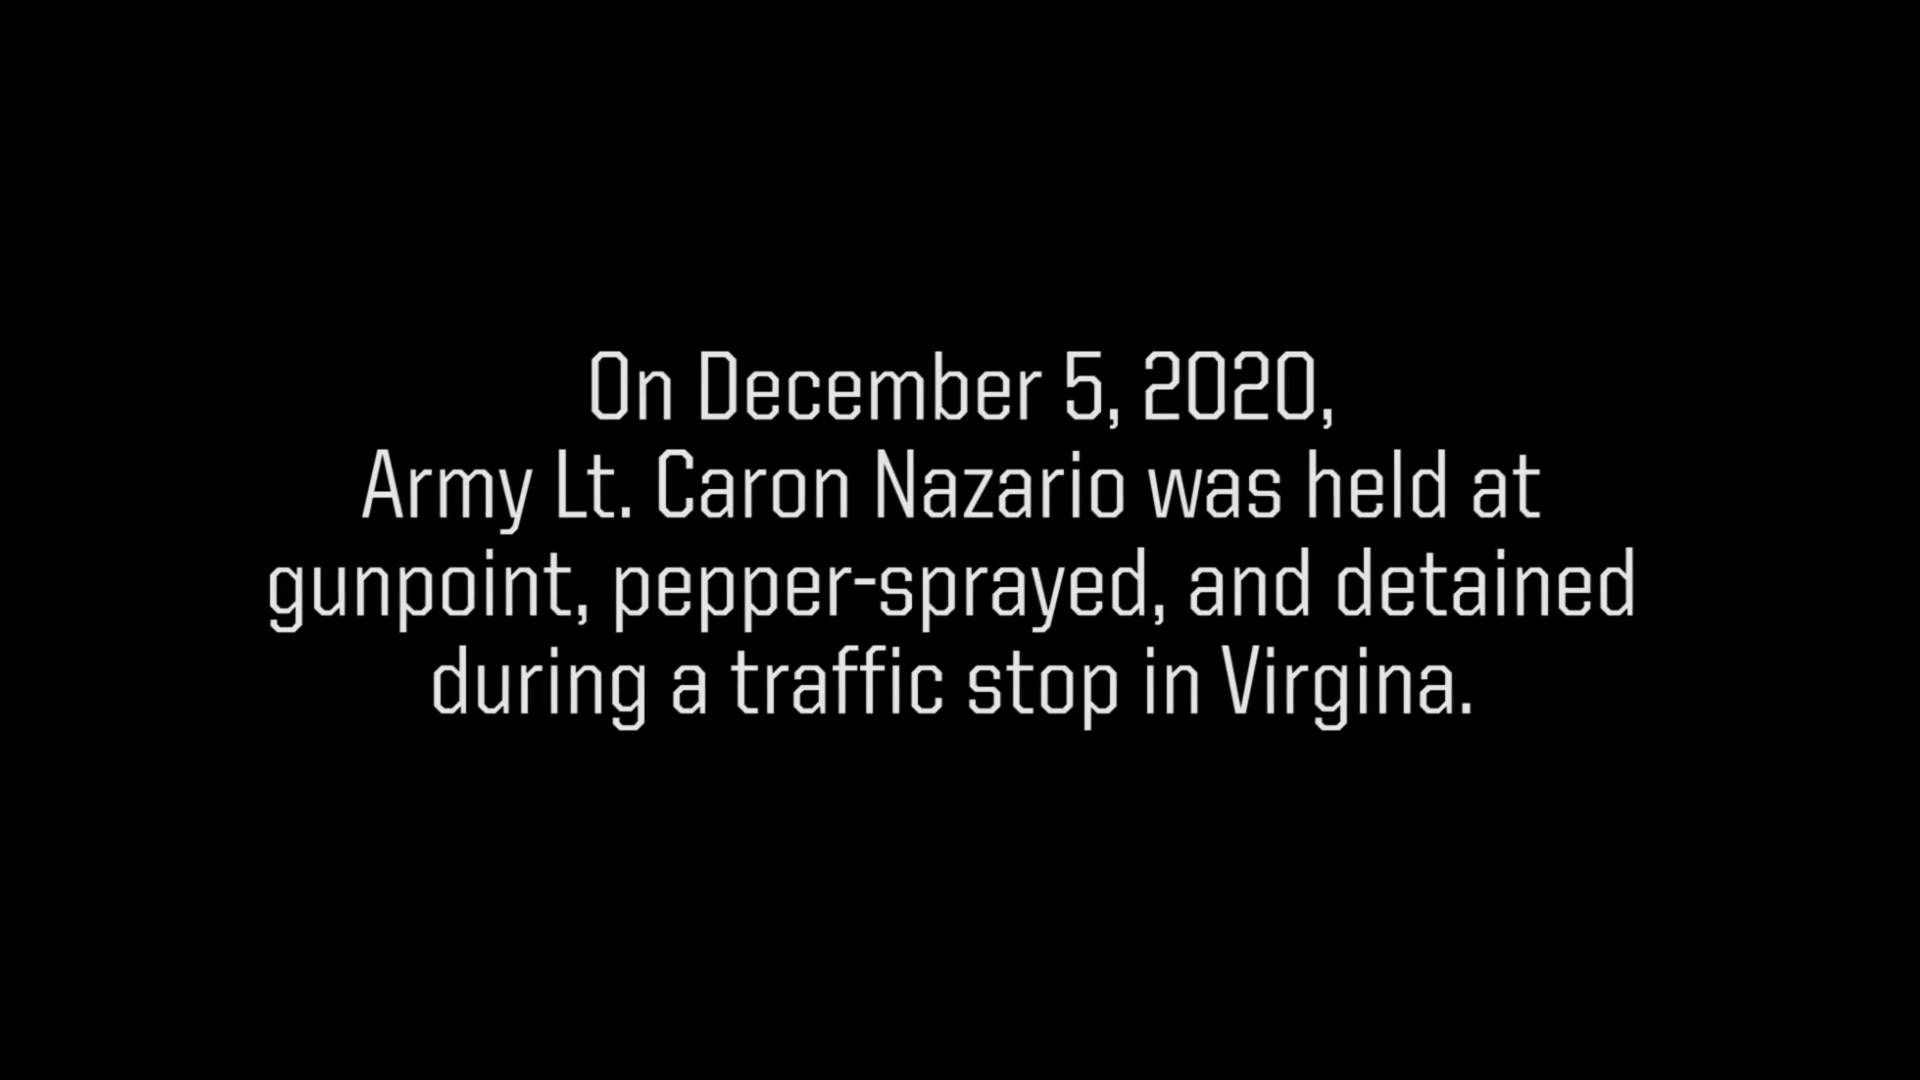 On December 5, 2020,
Army Lt. Caron Nazario was held at
gunpoint, pepper-sprayed, and detained
during a traffic stop in Virgina.